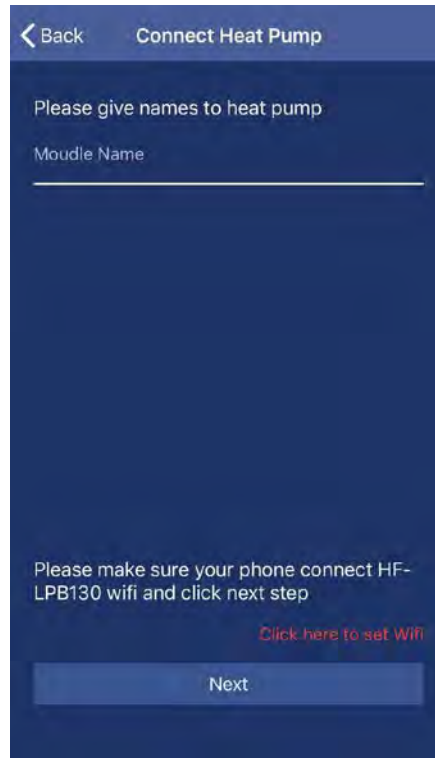 Back
Connect Heat Pump
Please give names to heat pump
Moudle Name
Please make sure your phone connect HF-
LPB130 wifi and click next step
Click here to set Wifi
Next